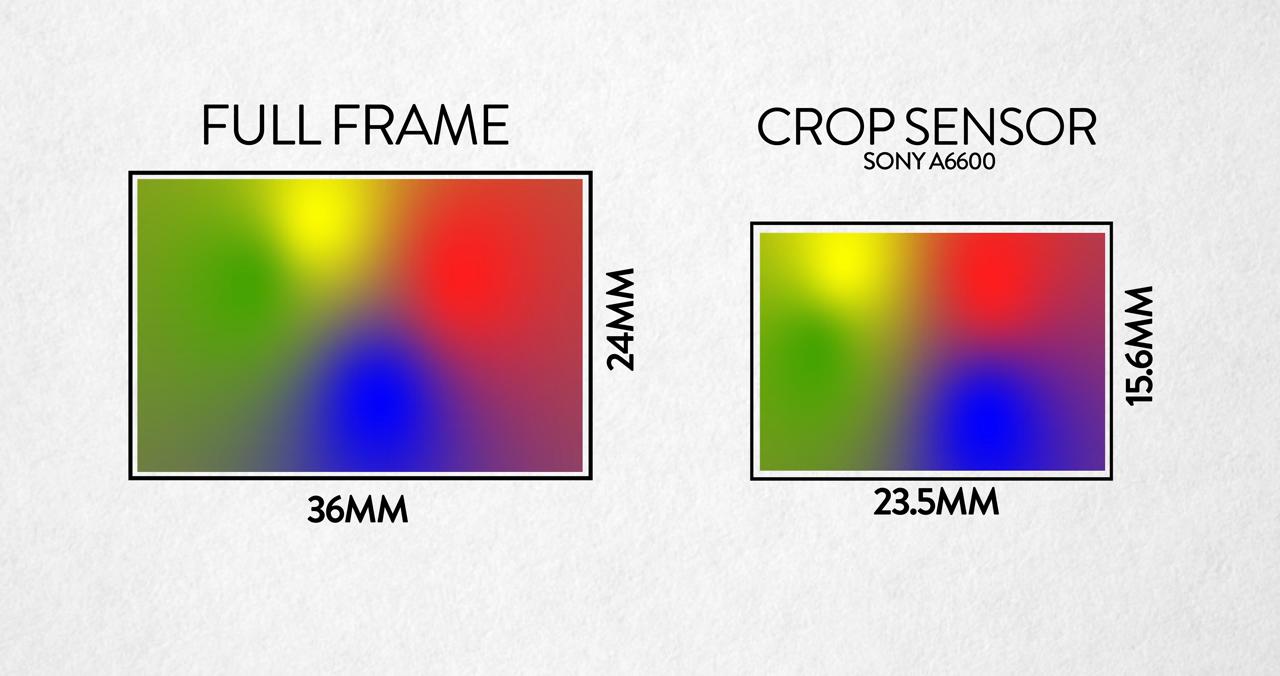 FULL FRAME
24MM
36MM
CROP SENSOR
SONY A6600
15.6MM
23.5MM